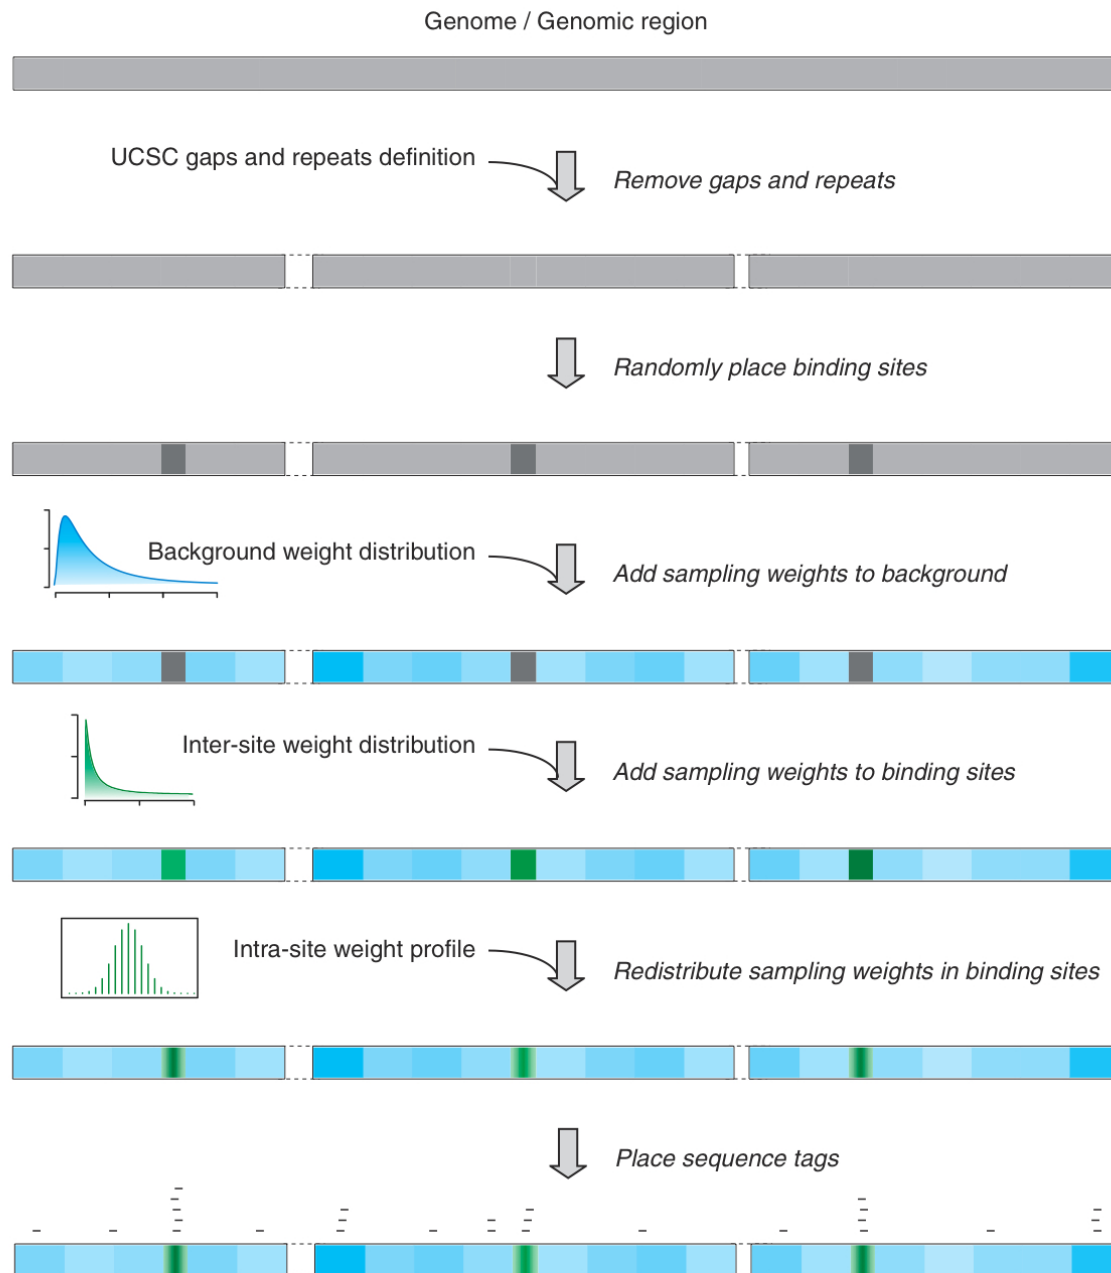 Genome / Genomic region
UCSC gaps and repeats definition
Remove gaps and repeats
Randomly place binding sites
Background weight distribution
Add sampling weights to background
Inter-site weight distribution
Add sampling weights to binding sites
Intra-site weight profile
Redistribute sampling weights in binding sites
Place sequence tags